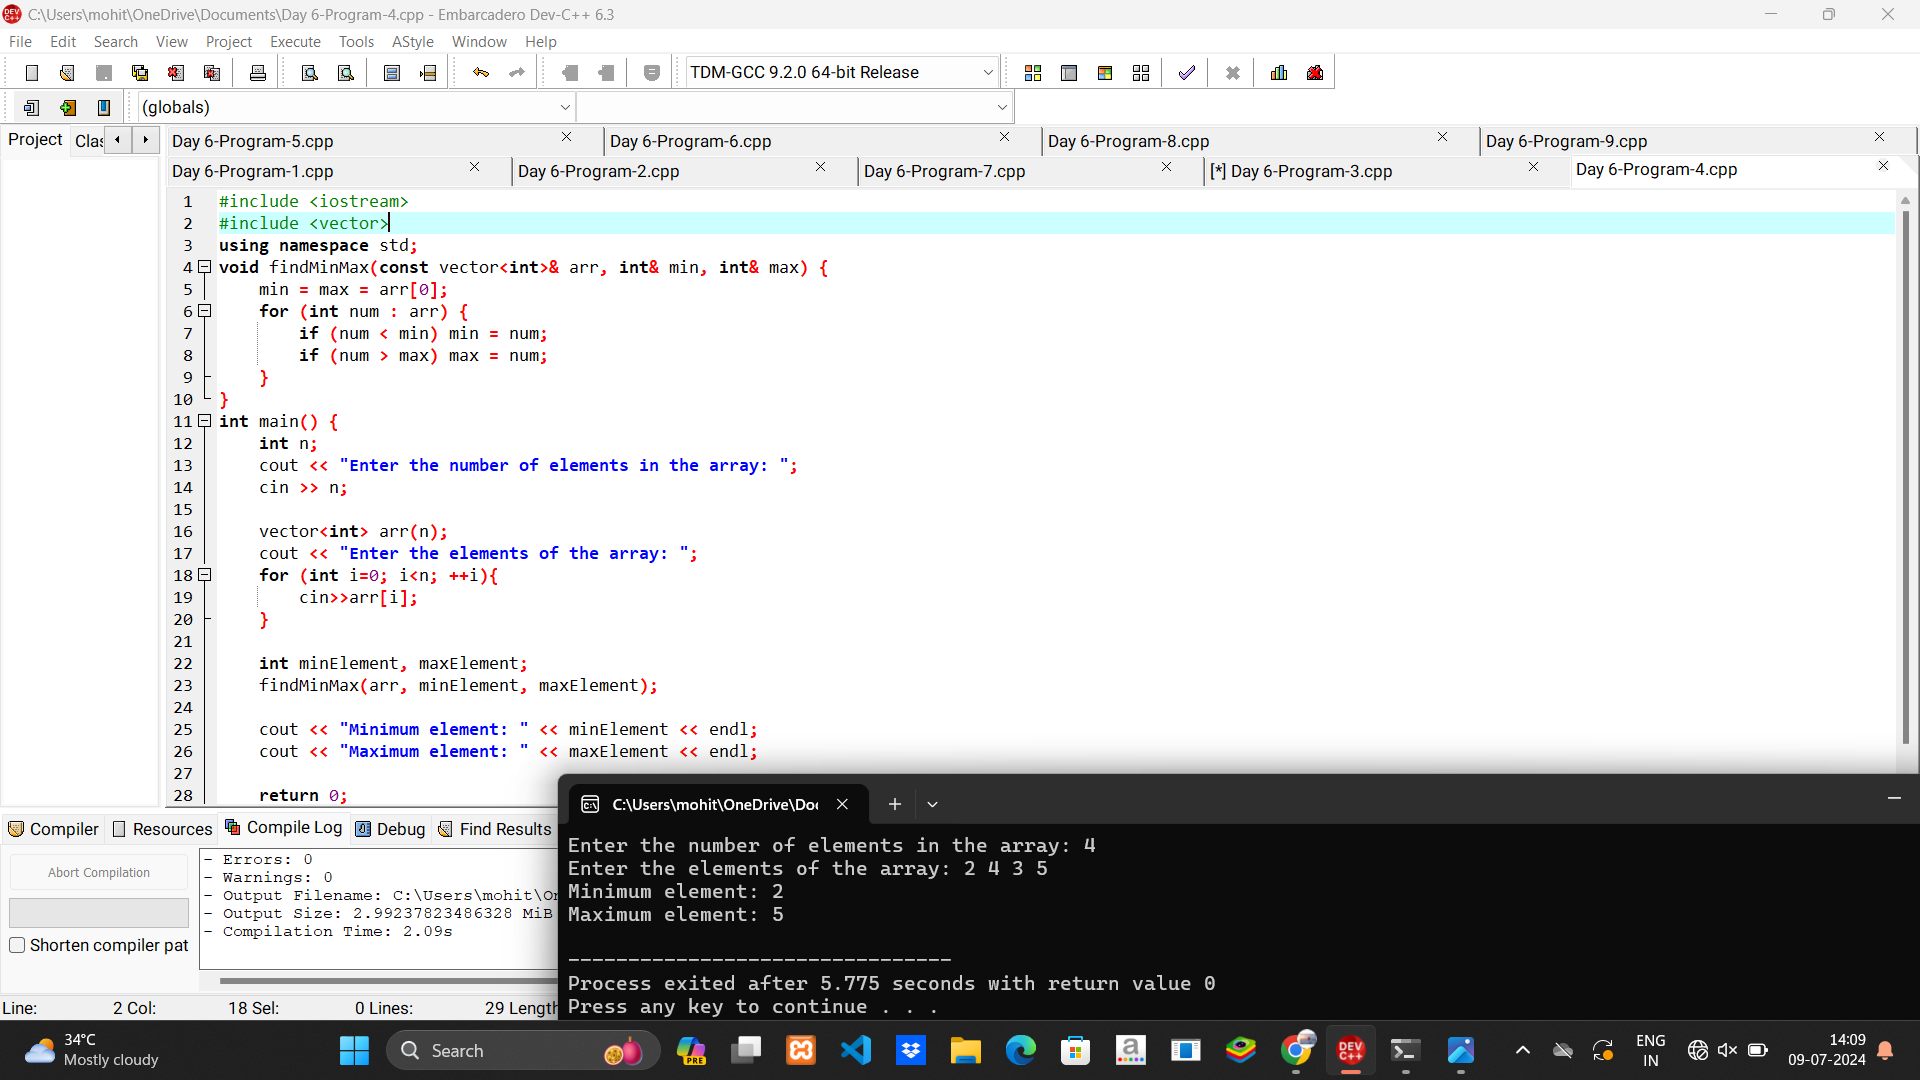 C:\Users\mohit\OneDrive\Documents\Day 6-Program-4.cpp - Embarcadero Dev-C++ 6.3
File Edit Search View Project Execute Tools AStyle Window Help
TDM-GCC 9.2.0 64-bit Release
(globals)
Project Clas
Day 6-Program-5.cpp Day 6-Program-6.cpp Day 6-Program-8.cpp Day 6-Program-9.cpp
Day 6-Program-1.cpp Day 6-Program-2.cpp Day 6-Program-7.cpp [*] Day 6-Program-3.cpp Day 6-Program-4.cpp
1 #include <iostream>
2 #include <vector>
3 using namespace std;
4 void findMinMax(const vector<int>& arr, int& min, int& max) {
5     min = max = arr[0];
6     for (int num : arr) {
7         if (num < min) min = num;
8         if (num > max) max = num;
9     }
10 }
11 int main() {
12     int n;
13     cout << "Enter the number of elements in the array: ";
14     cin >> n;
15
16     vector<int> arr(n);
17     cout << "Enter the elements of the array: ";
18     for (int i=0; i<n; ++i){
19         cin>>arr[i];
20     }
21
22     int minElement, maxElement;
23     findMinMax(arr, minElement, maxElement);
24
25     cout << "Minimum element: " << minElement << endl;
26     cout << "Maximum element: " << maxElement << endl;
27
28     return 0;
Compiler Resources Compile Log Debug Find Results
Abort Compilation
Shorten compiler pat
- Errors: 0
- Warnings: 0
- Output Filename: C:\Users\mohit\On
- Output Size: 2.99237823486328 MiB
- Compilation Time: 2.09s
Line: 2 Col: 18 Sel: 0 Lines: 29 Length
C:\Users\mohit\OneDrive\Doc
Enter the number of elements in the array: 4
Enter the elements of the array: 2 4 3 5
Minimum element: 2
Maximum element: 5
--------------------------------
Process exited after 5.775 seconds with return value 0
Press any key to continue . . .
34°C
Mostly cloudy
Search
PRE
DEV C++
ENG
IN
14:09
09-07-2024